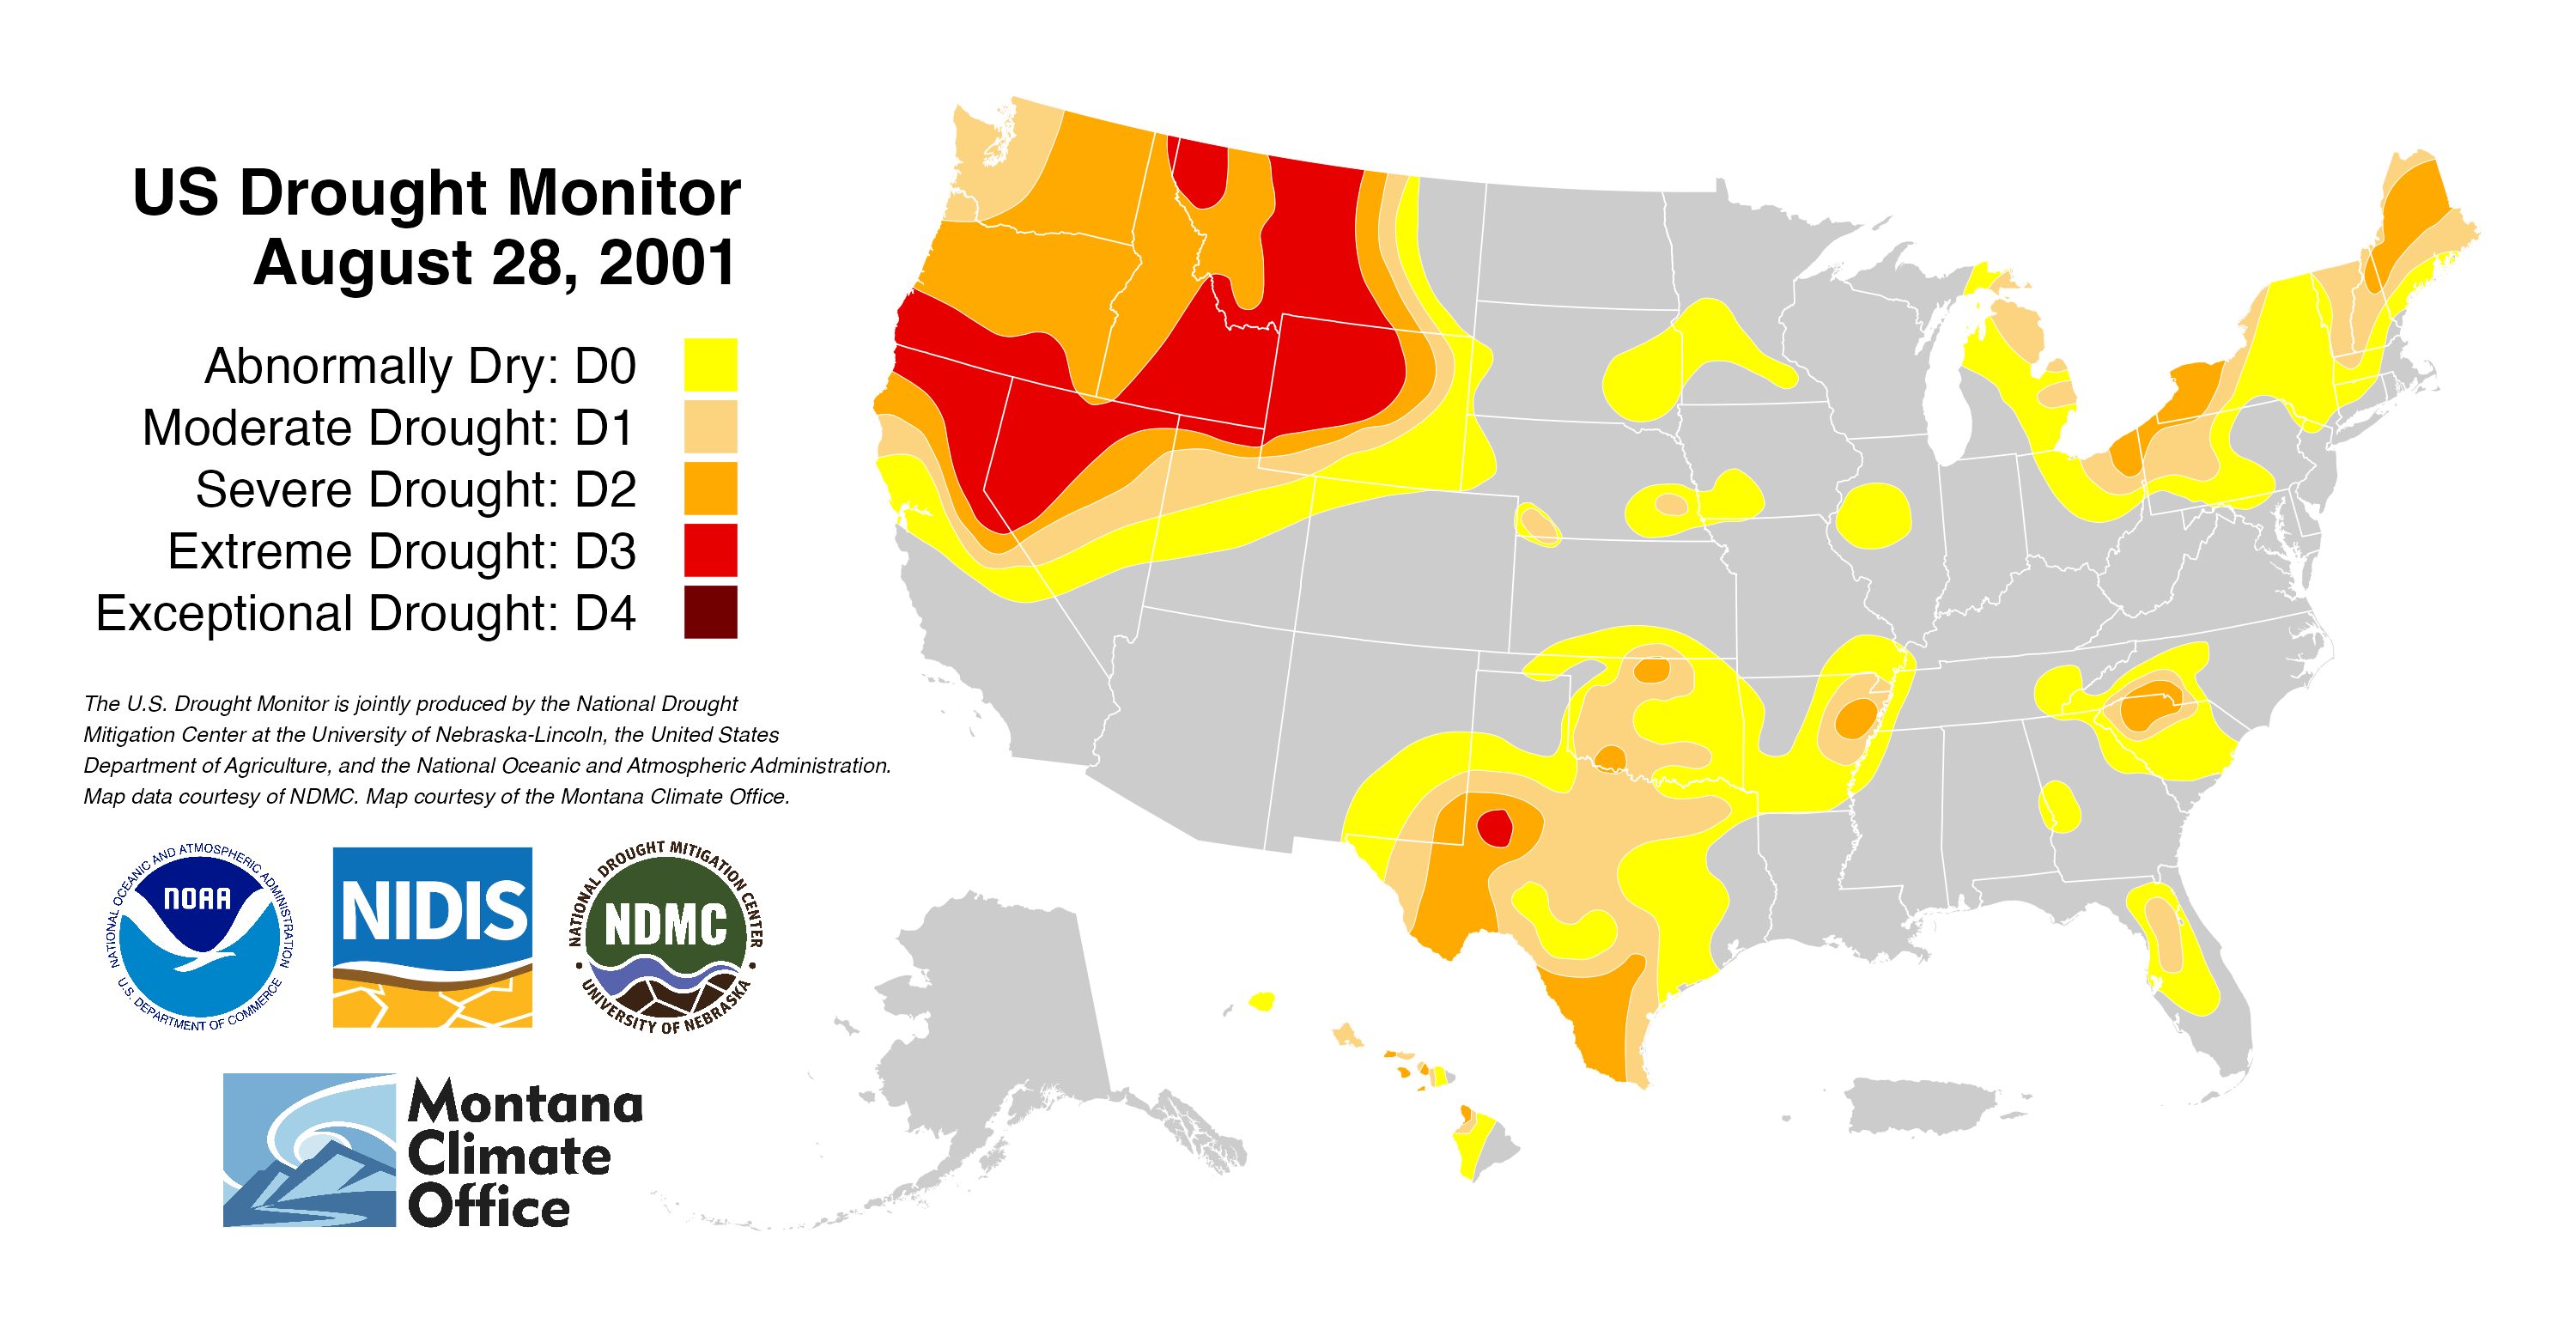 US Drought Monitor
August 28, 2001
Abnormally Dry: D0
Moderate Drought: D1
Severe Drought: D2
Extreme Drought: D3
Exceptional Drought: D4
The U.S. Drought Monitor is jointly produced by the National Drought
Mitigation Center at the University of Nebraska-Lincoln, the United States
Department of Agriculture, and the National Oceanic and Atmospheric Administration.
Map data courtesy of NDMC. Map courtesy of the Montana Climate Office.
NATIONAL OCEANIC AND ATMOSPHERIC ADMINISTRATION
NOAA
U.S. DEPARTMENT OF COMMERCE
NIDIS
NATIONAL DROUGHT MITIGATION CENTER
NDMC
UNIVERSITY OF NEBRASKA
Montana
Climate
Office